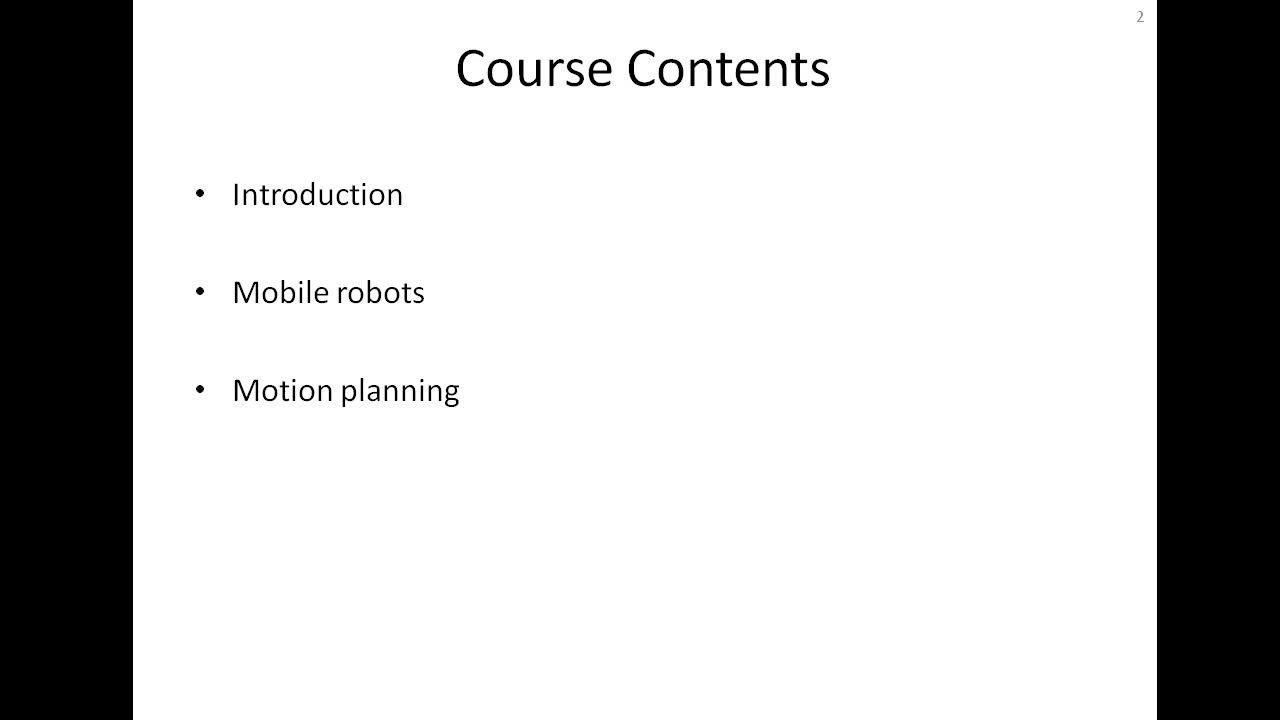 2
Course Contents
• Introduction
• Mobile robots
• Motion planning